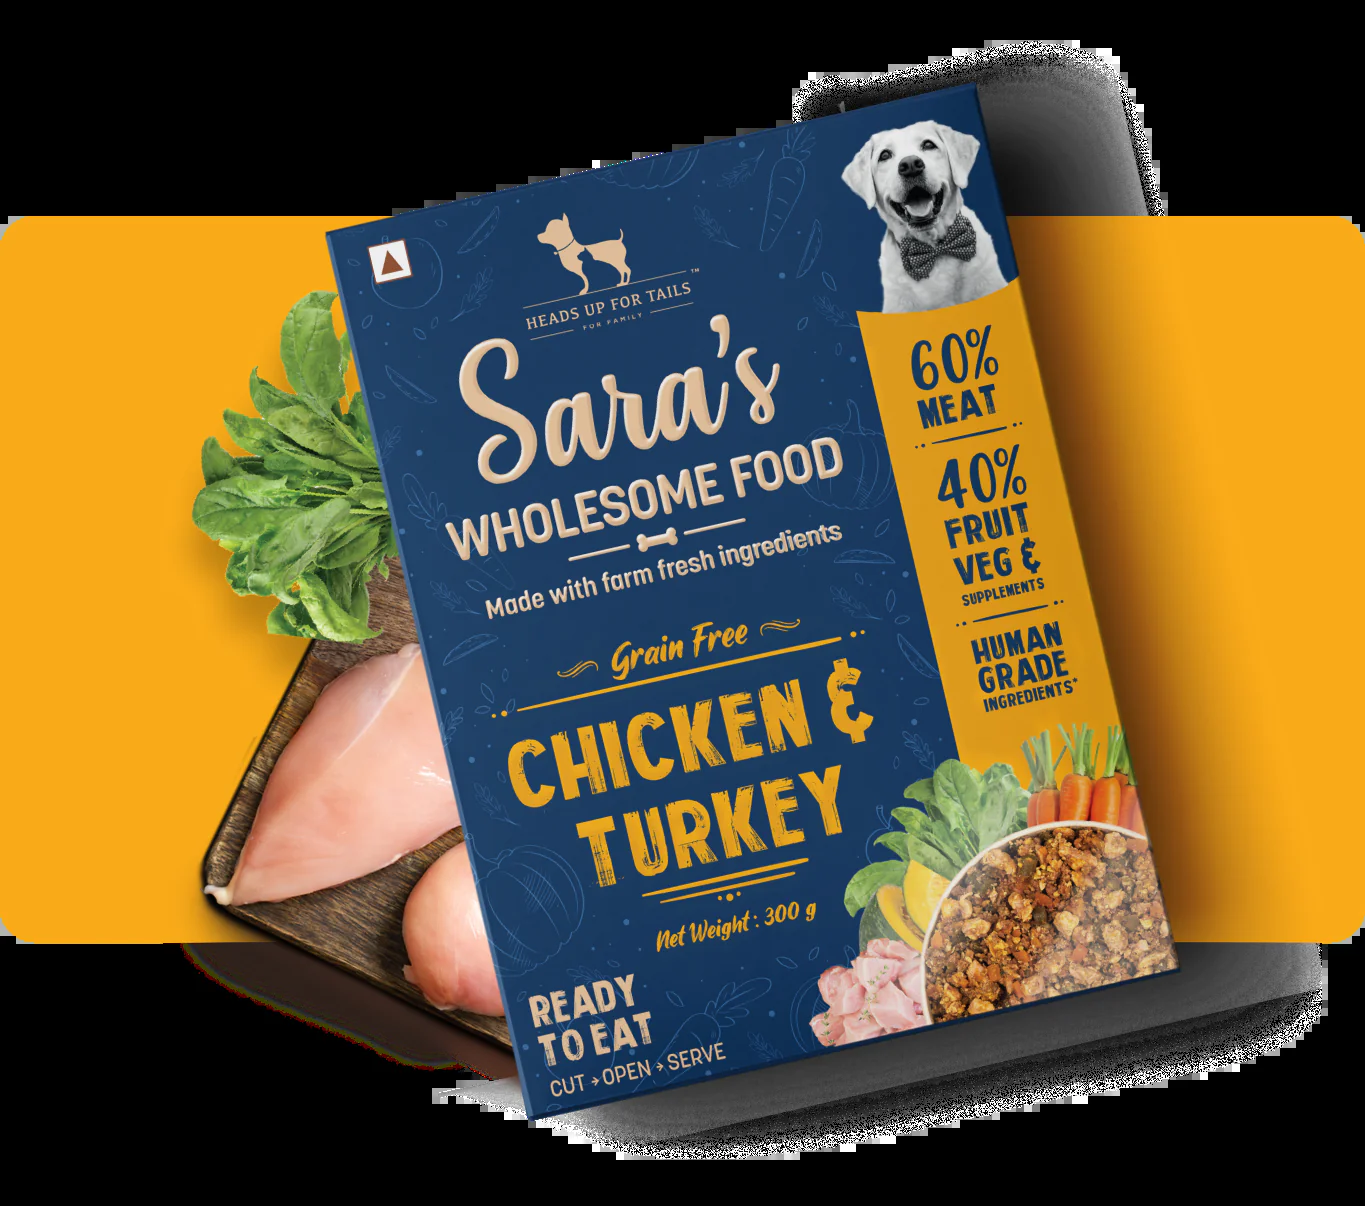 HEADS UP FOR TAILS
™
FOR FAMILY
Sara's
WHOLESOME FOOD
Made with farm fresh ingredients
Grain Free
CHICKEN &
TURKEY
Net Weight : 300 g
READY
TO EAT
CUT → OPEN → SERVE
60%
MEAT
40%
FRUIT
VEG &
SUPPLEMENTS
HUMAN
GRADE
INGREDIENTS*